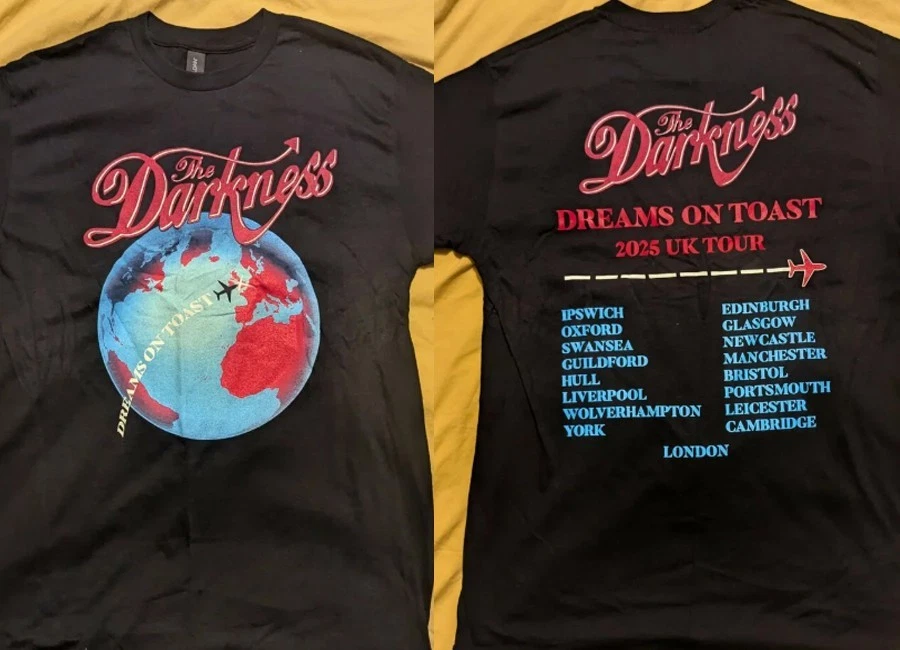 The
Darkness
DREAMS ON TOAST
The
Darkness
DREAMS ON TOAST
2025 UK TOUR
IPSWICH
OXFORD
SWANSEA
GUILDFORD
HULL
LIVERPOOL
WOLVERHAMPTON
YORK
EDINBURGH
GLASGOW
NEWCASTLE
MANCHESTER
BRISTOL
PORTSMOUTH
LEICESTER
CAMBRIDGE
LONDON